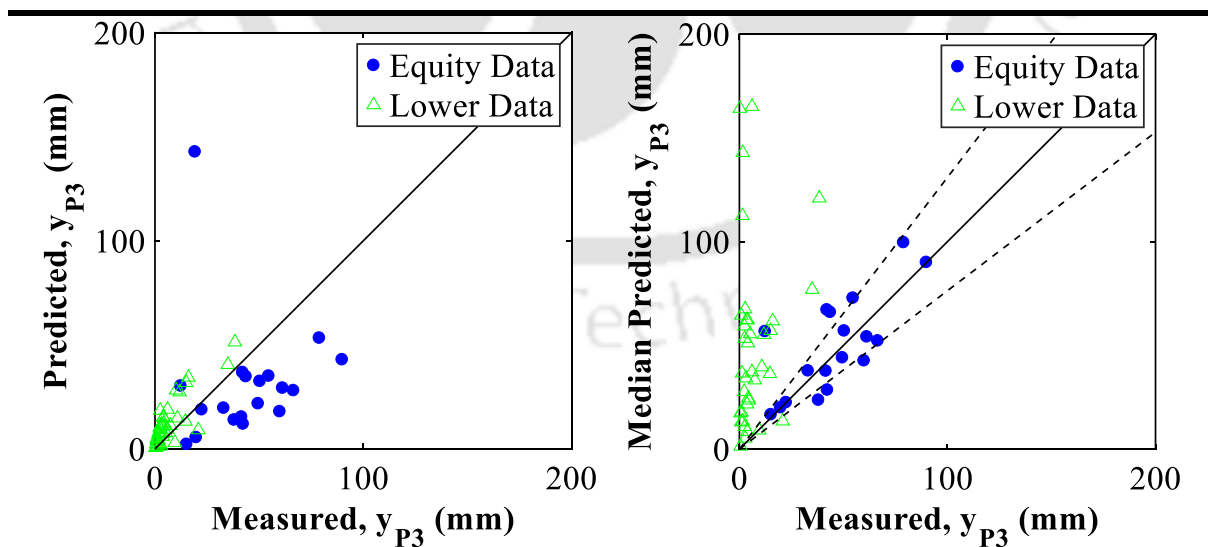 200
Equity Data
Lower Data
Predicted, yP3 (mm)
100
0
0 100 200
Measured, yP3 (mm)
200
Equity Data
Lower Data
Median Predicted, yP3 (mm)
100
0
0 100 200
Measured, yP3 (mm)
Techn